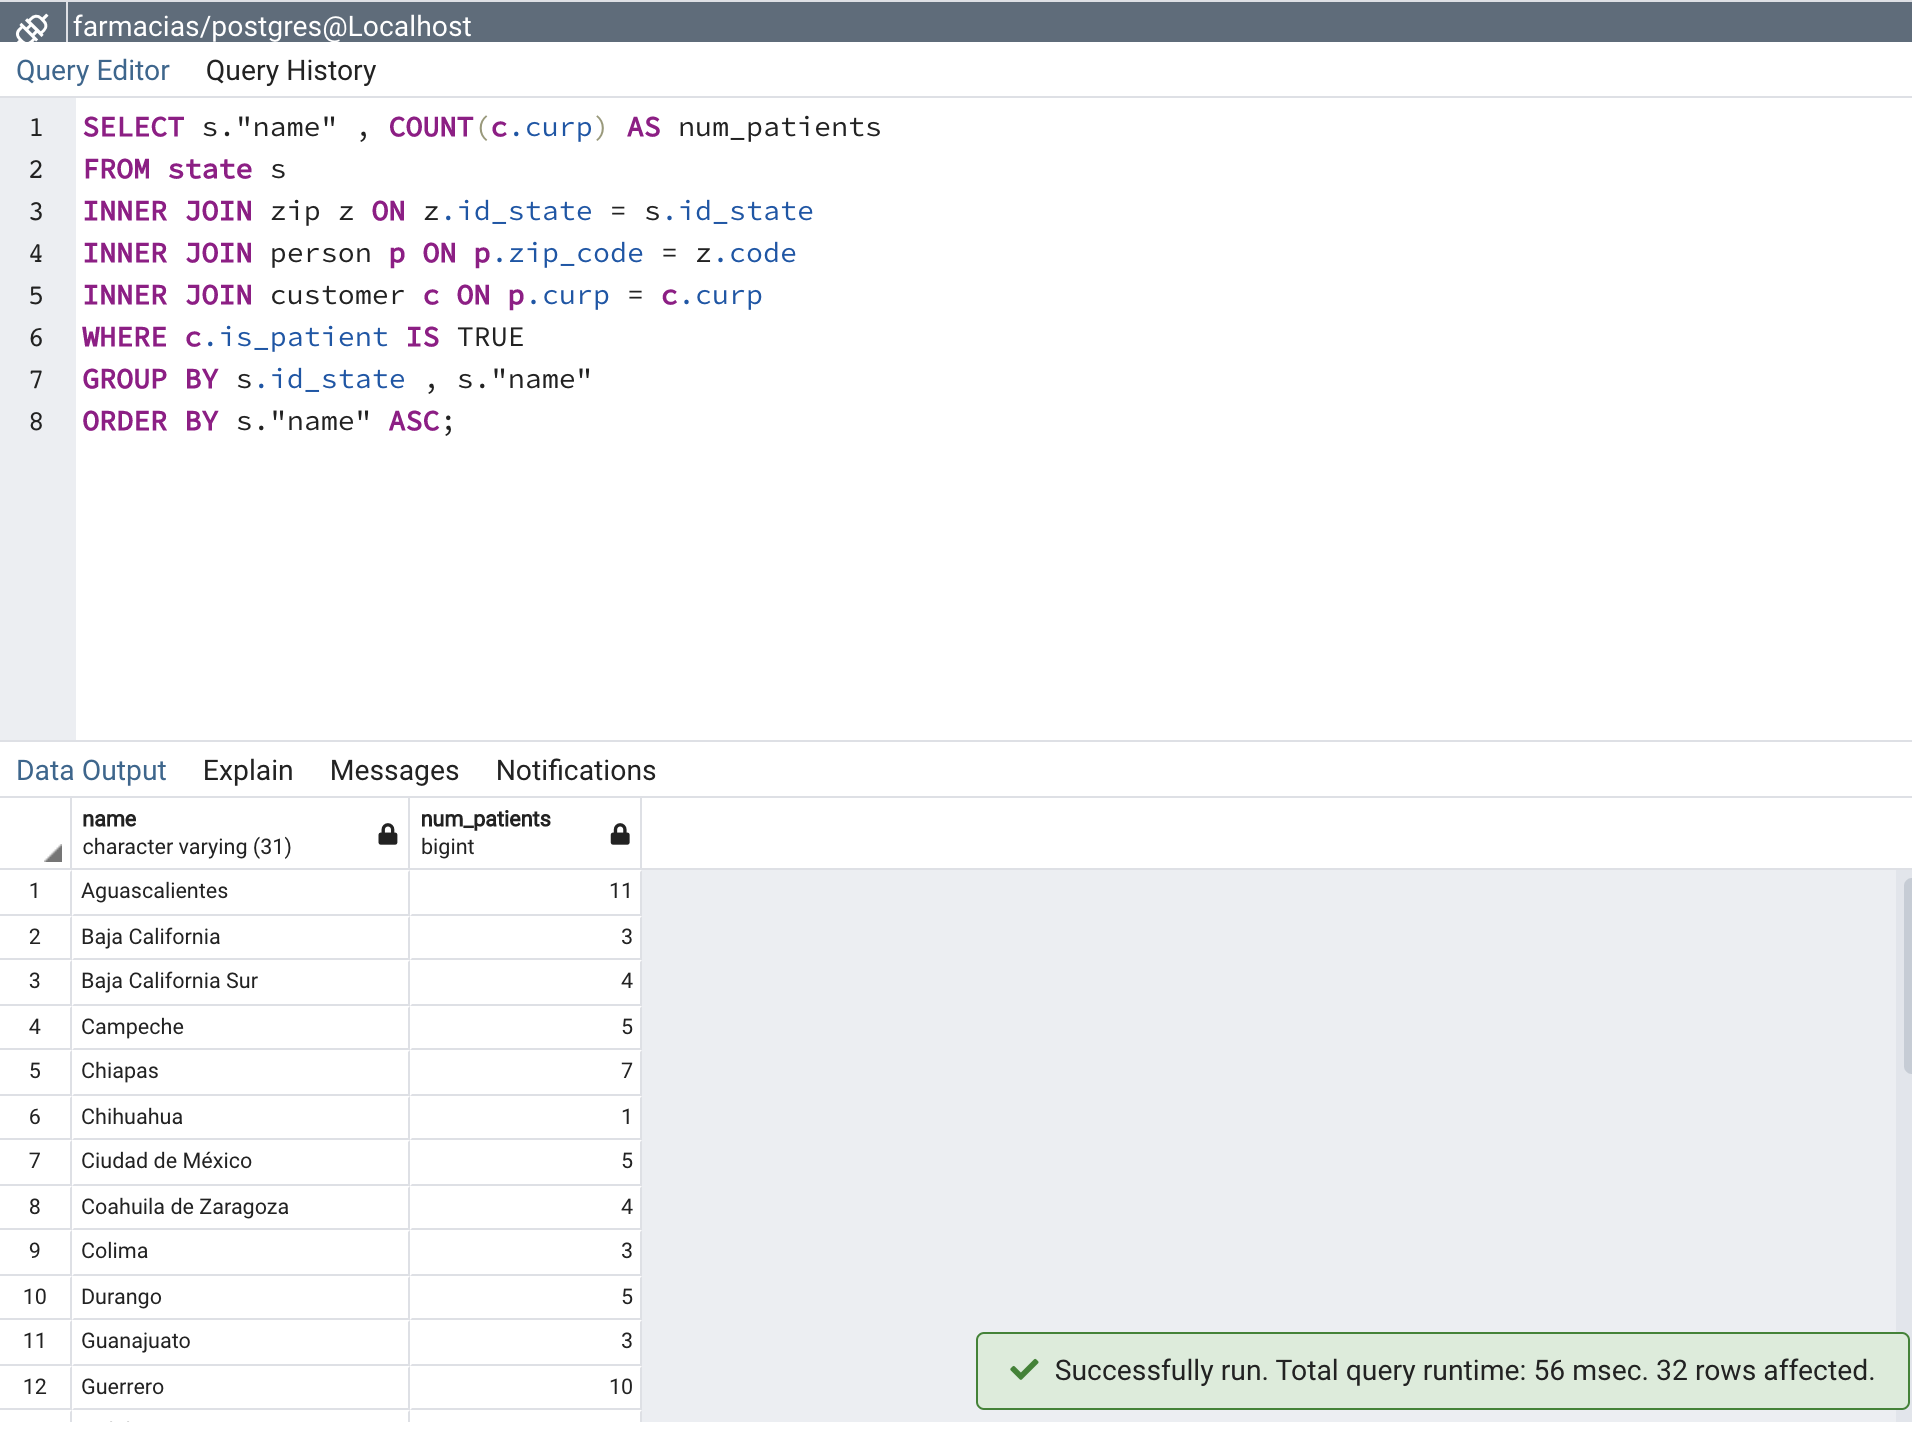 farmacias/postgres@Localhost
Query Editor Query History
1 SELECT s."name" , COUNT(c.curp) AS num_patients
2 FROM state s
3 INNER JOIN zip z ON z.id_state = s.id_state
4 INNER JOIN person p ON p.zip_code = z.code
5 INNER JOIN customer c ON p.curp = c.curp
6 WHERE c.is_patient IS TRUE
7 GROUP BY s.id_state , s."name"
8 ORDER BY s."name" ASC;
Data Output Explain Messages Notifications
name num_patients
character varying (31) bigint
1 Aguascalientes 11
2 Baja California 3
3 Baja California Sur 4
4 Campeche 5
5 Chiapas 7
6 Chihuahua 1
7 Ciudad de México 5
8 Coahuila de Zaragoza 4
9 Colima 3
10 Durango 5
11 Guanajuato 3
12 Guerrero 10
Successfully run. Total query runtime: 56 msec. 32 rows affected.